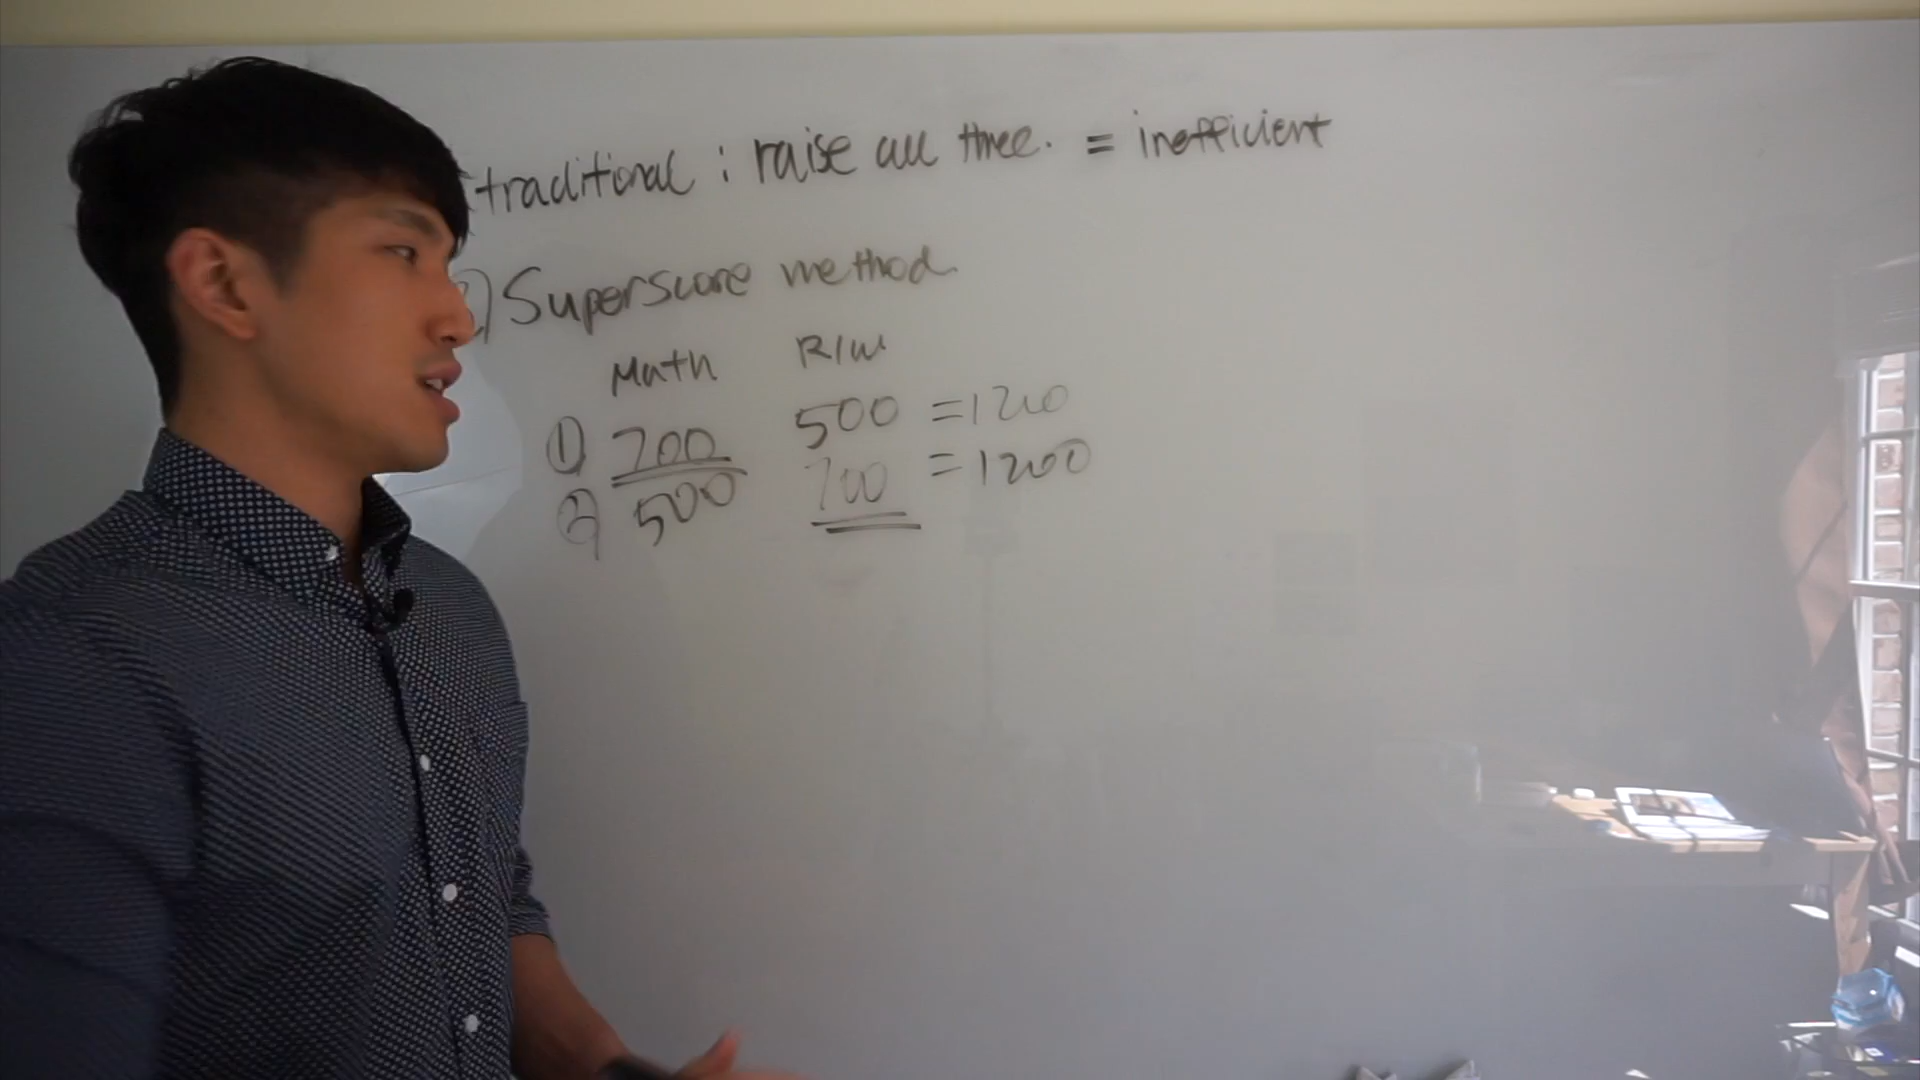 traditional : raise all three. = inefficient
2) Superscore method
Math R/W
① 700 500 = 1200
② 500 700 = 1200